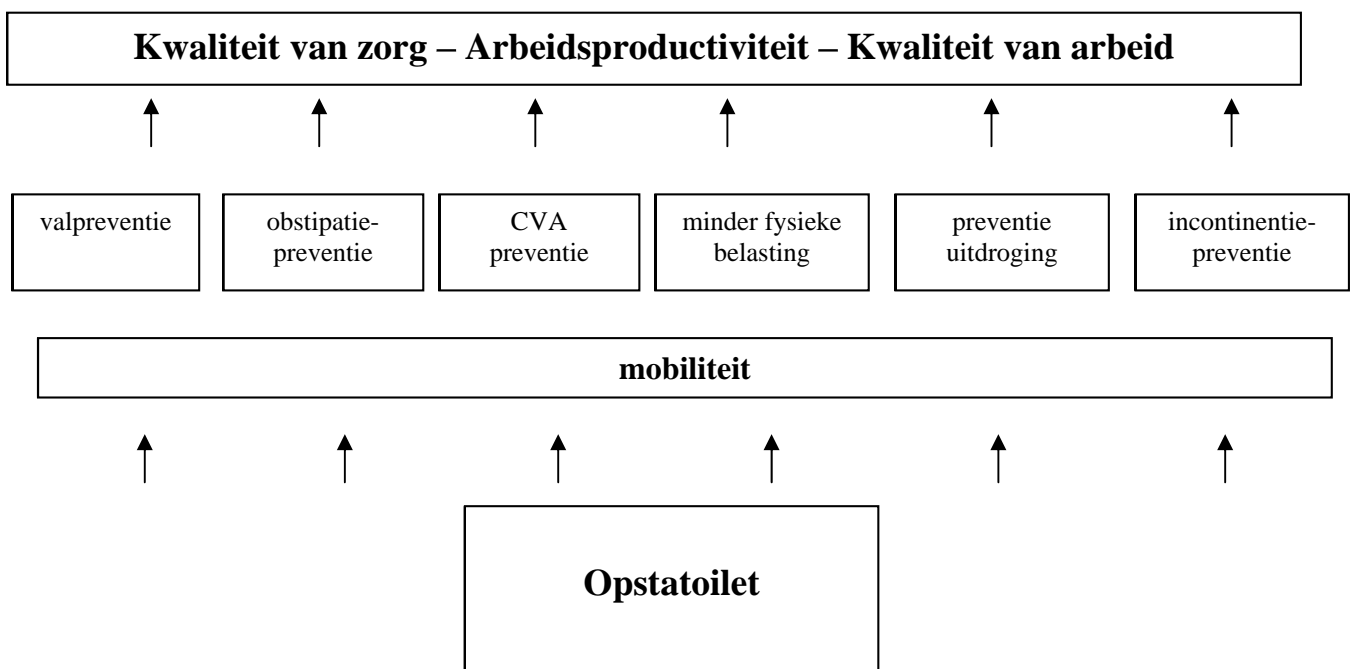 Kwaliteit van zorg – Arbeidsproductiviteit – Kwaliteit van arbeid
valpreventie
obstipatie-
preventie
CVA
preventie
minder fysieke
belasting
preventie
uitdroging
incontinentie-
preventie
mobiliteit
Opstatoilet